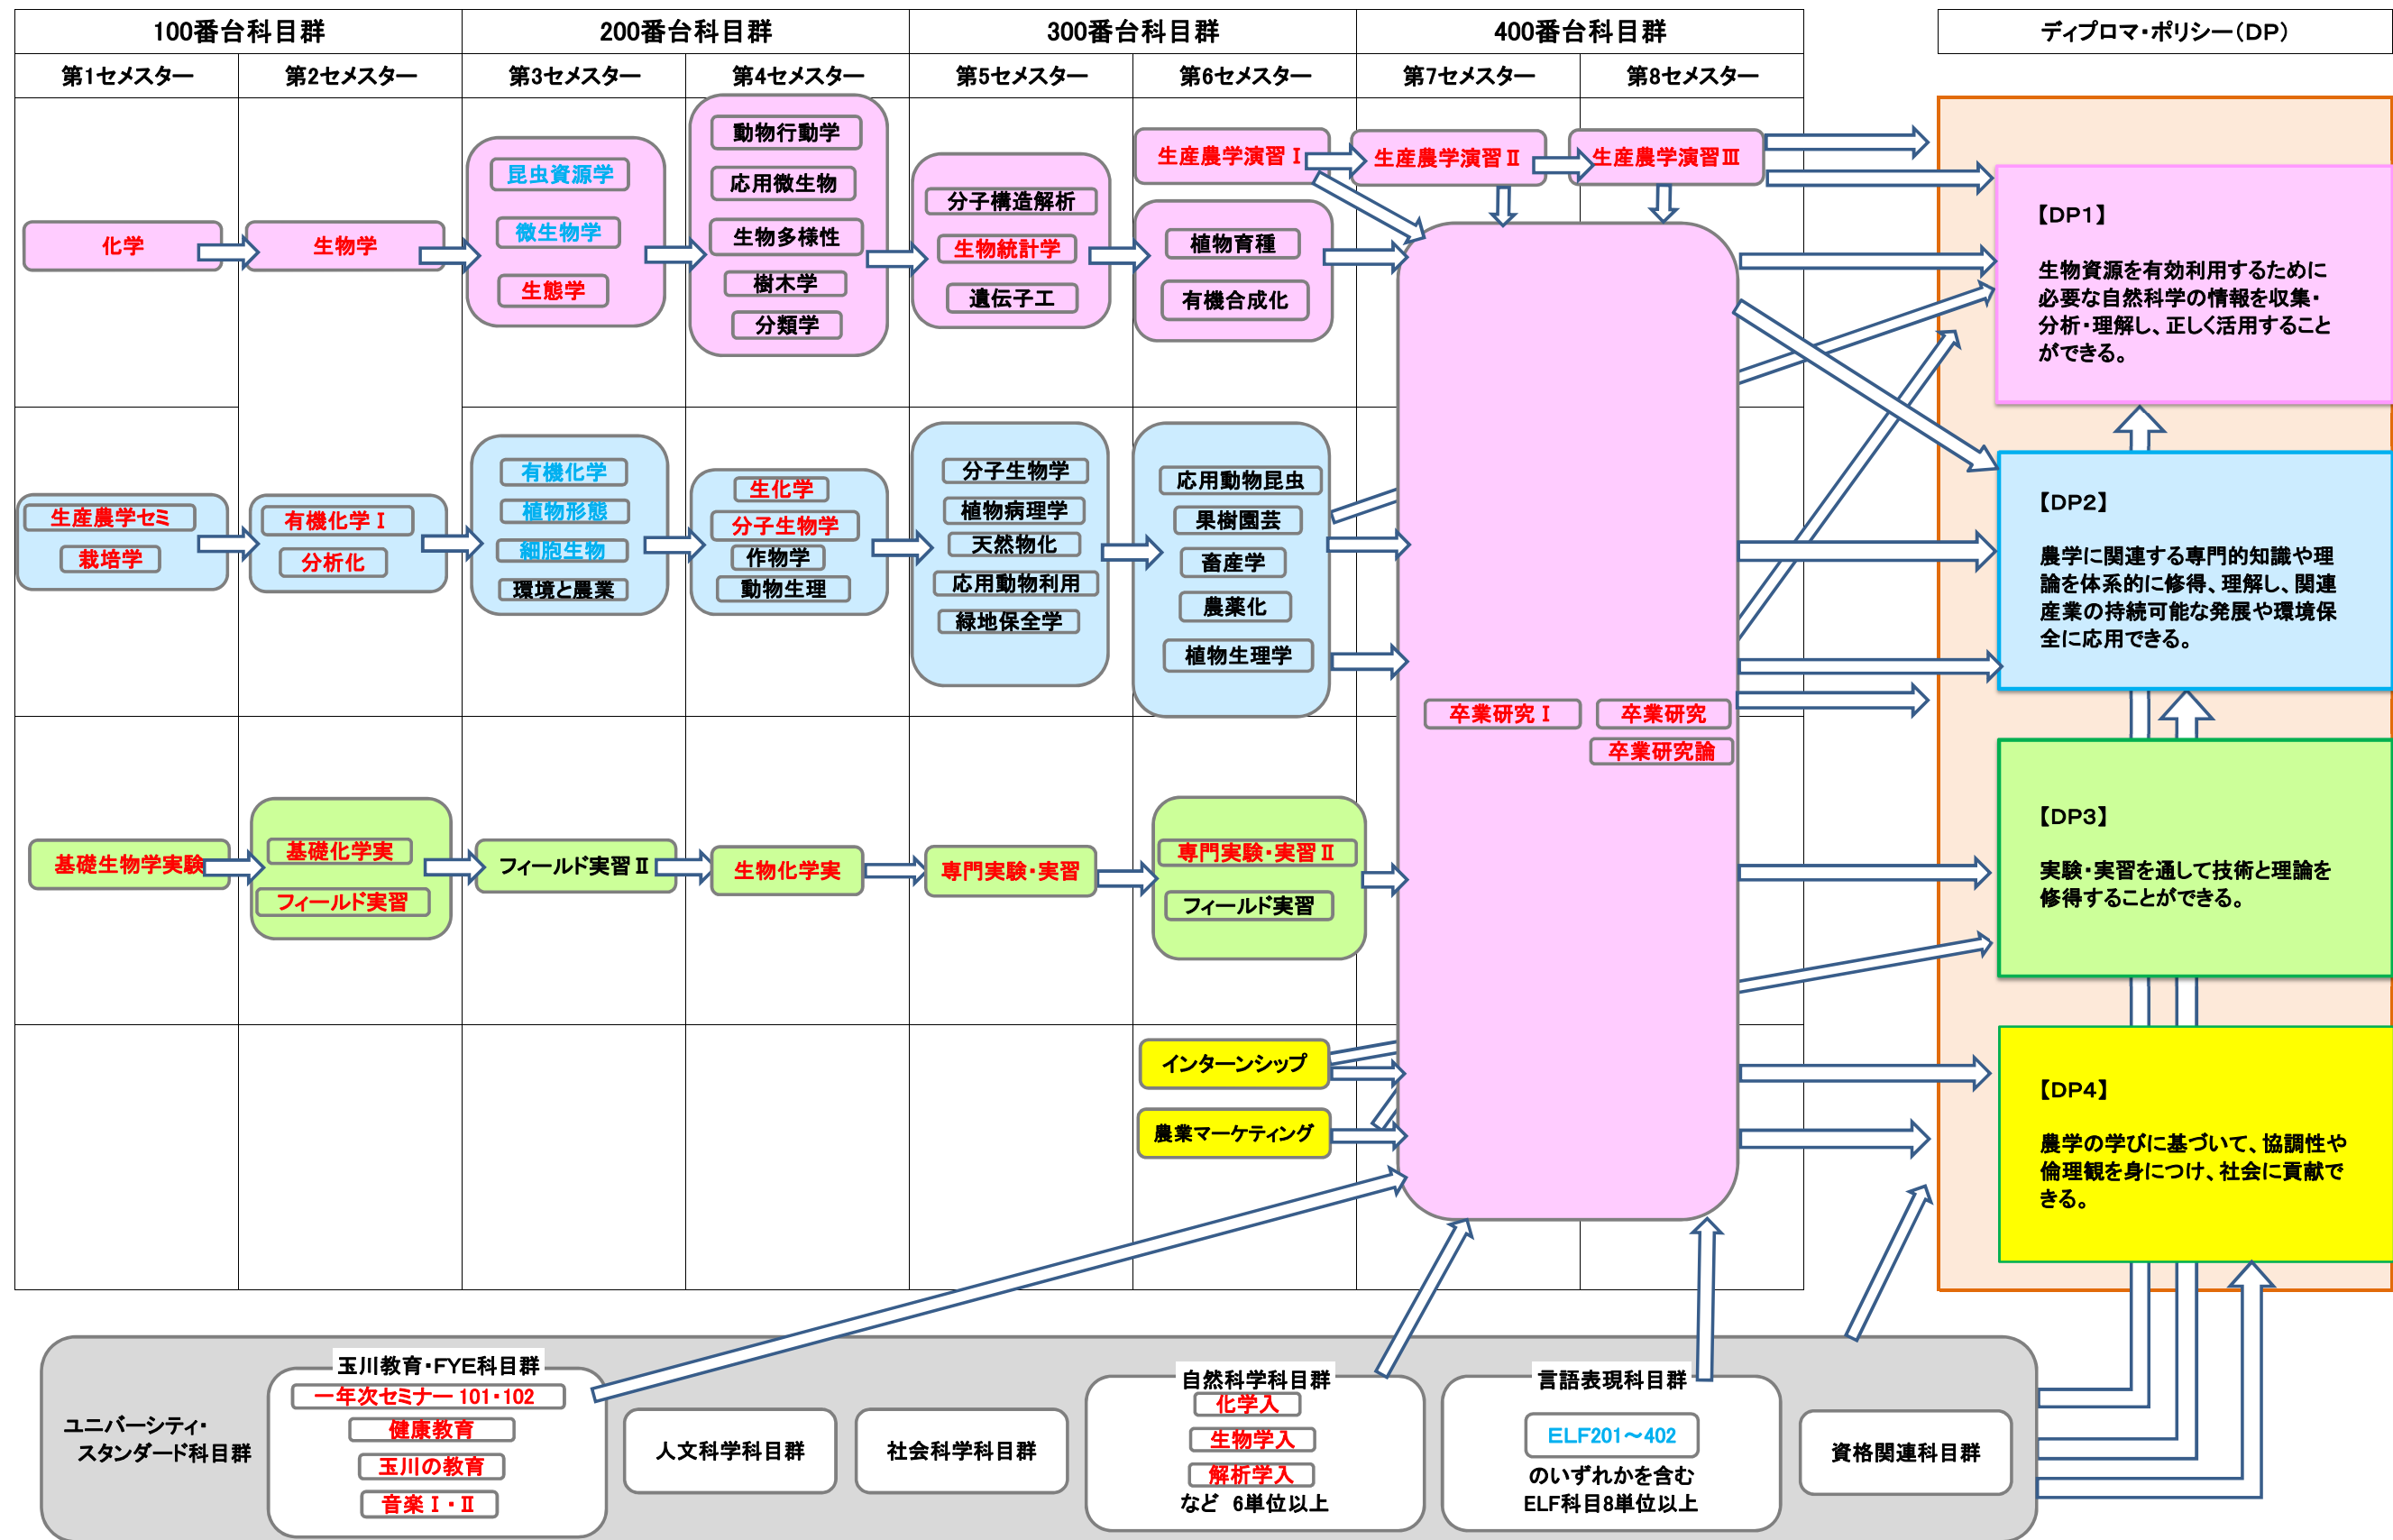 100番台科目群
200番台科目群
300番台科目群
400番台科目群
ディプロマ・ポリシー(DP)
第1セメスター
第2セメスター
第3セメスター
第4セメスター
第5セメスター
第6セメスター
第7セメスター
第8セメスター
化学
生物学
昆虫資源学
微生物学
生態学
動物行動学
応用微生物
生物多様性
樹木学
分類学
分子構造解析
生物統計学
遺伝子工
生産農学演習Ⅰ
植物育種
有機合成化
生産農学演習Ⅱ
生産農学演習Ⅲ
【DP1】
生物資源を有効利用するために
必要な自然科学の情報を収集・
分析・理解し、正しく活用すること
ができる。
生産農学セミ
栽培学
有機化学Ⅰ
分析化
有機化学
植物形態
細胞生物
環境と農業
生化学
分子生物学
作物学
動物生理
分子生物学
植物病理学
天然物化
応用動物利用
緑地保全学
応用動物昆虫
果樹園芸
畜産学
農薬化
植物生理学
【DP2】
農学に関連する専門的知識や理
論を体系的に修得、理解し、関連
産業の持続可能な発展や環境保
全に応用できる。
卒業研究Ⅰ
卒業研究
卒業研究論
基礎生物学実験
基礎化学実
フィールド実習
フィールド実習Ⅱ
生物化学実
専門実験・実習
専門実験・実習Ⅱ
フィールド実習
【DP3】
実験・実習を通して技術と理論を
修得することができる。
インターンシップ
農業マーケティング
【DP4】
農学の学びに基づいて、協調性や
倫理観を身につけ、社会に貢献で
きる。
ユニバーシティ・
スタンダード科目群
玉川教育・FYE科目群
一年次セミナー 101・102
健康教育
玉川の教育
音楽Ⅰ・Ⅱ
人文科学科目群
社会科学科目群
自然科学科目群
化学入
生物学入
解析学入
など 6単位以上
言語表現科目群
ELF201～402
のいずれかを含む
ELF科目8単位以上
資格関連科目群